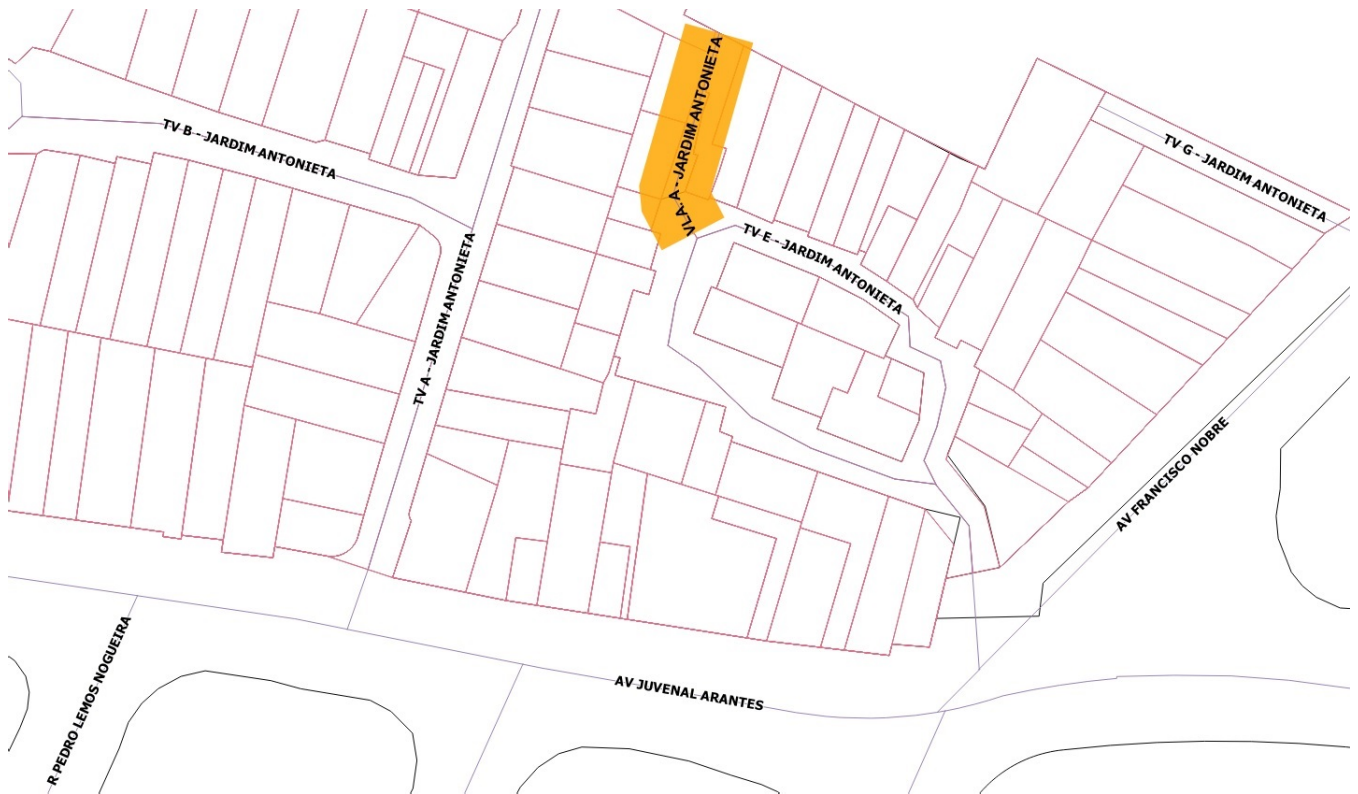 VLA. A - JARDIM ANTONIETA
TV B - JARDIM ANTONIETA
TV G - JARDIM ANTONIETA
TV E - JARDIM ANTONIETA
TV A - JARDIM ANTONIETA
AV FRANCISCO NOBRE
R PEDRO LEMOS NOGUEIRA
AV JUVENAL ARANTES